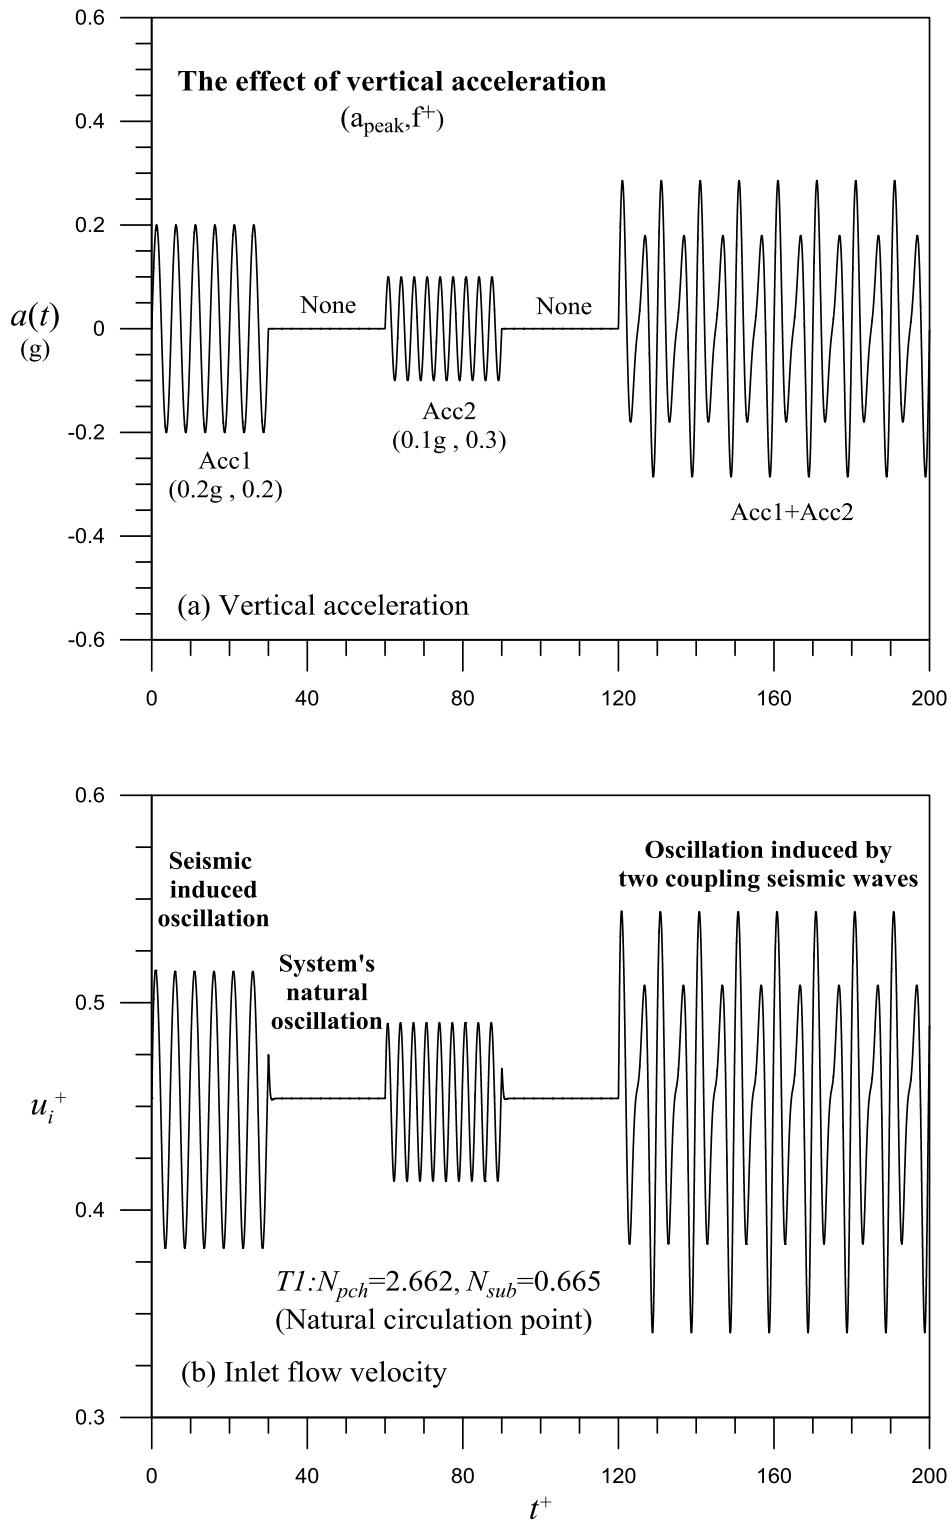 0.6
The effect of vertical acceleration
(a_peak,f⁺)
0.4
0.2
None
None
a(t)
(g)
0
Acc2
(0.1g , 0.3)
-0.2
Acc1
(0.2g , 0.2)
Acc1+Acc2
-0.4
(a) Vertical acceleration
-0.6
0 40 80 120 160 200
0.6
Seismic
induced
oscillation
Oscillation induced by
two coupling seismic waves
System's
natural
oscillation
0.5
u_i⁺
0.4
T1:N_pch=2.662, N_sub=0.665
(Natural circulation point)
(b) Inlet flow velocity
0.3
0 40 80 120 160 200
t⁺